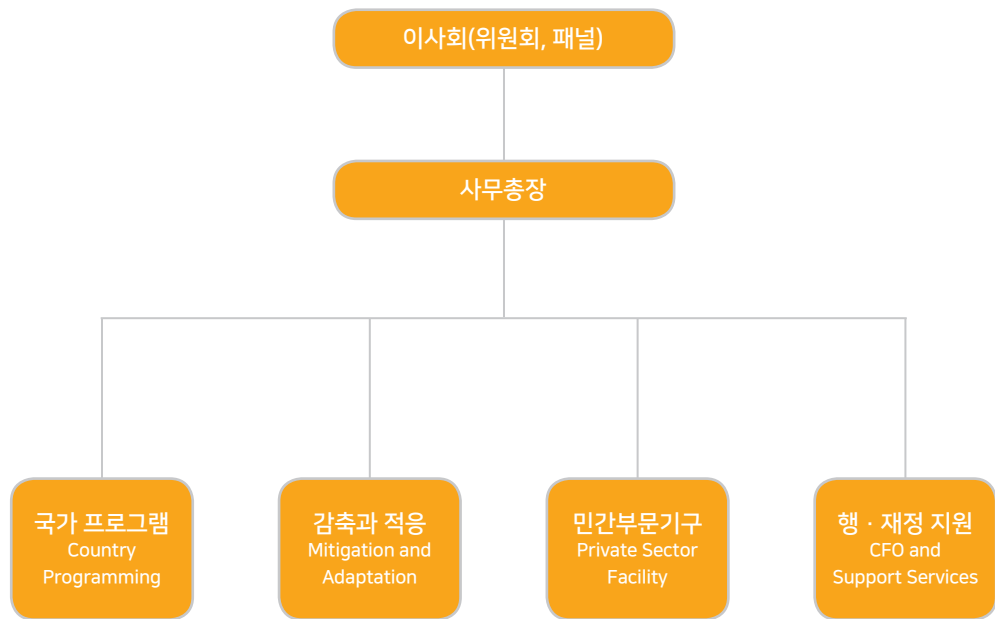 이사회(위원회, 패널)
사무총장
국가 프로그램
Country
Programming
감축과 적응
Mitigation and
Adaptation
민간부문기구
Private Sector
Facility
행 · 재정 지원
CFO and
Support Services